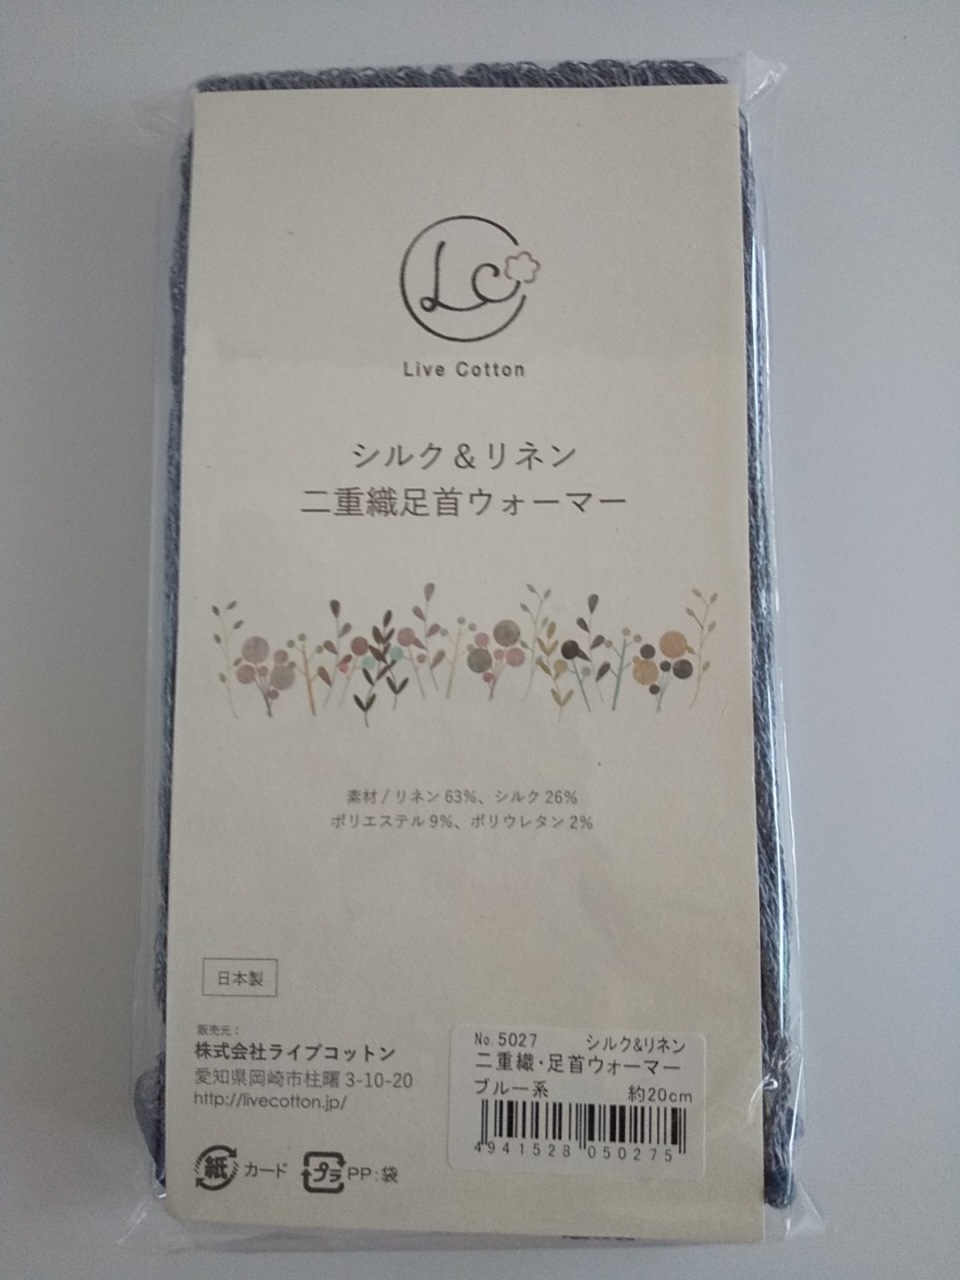 Lc
Live Cotton
シルク＆リネン
二重織足首ウォーマー
素材/リネン63%、シルク26%
ポリエステル9%、ポリウレタン2%
日本製
販売元：
株式会社ライブコットン
愛知県岡崎市柱曙3-10-20
http://livecotton.jp/
紙 カード プラ PP:袋
No.5027 シルク&リネン
二重織・足首ウォーマー
ブルー系 約20cm
4941528050275